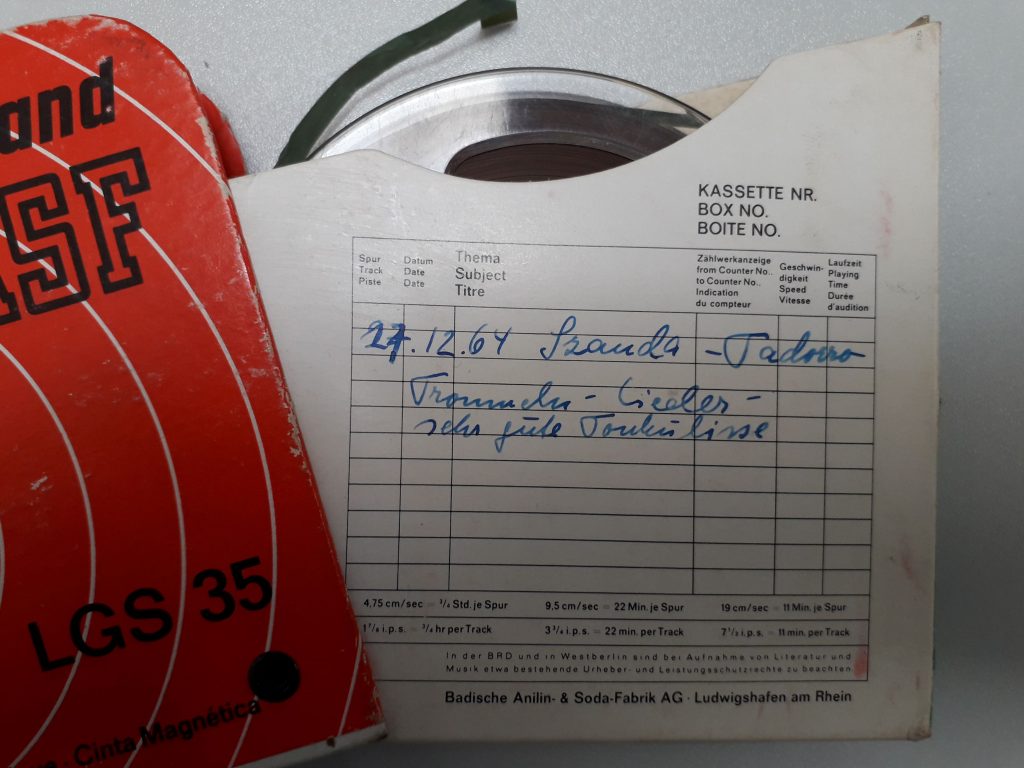 and
ASF
LGS 35
Cinta Magnética
KASSETTE NR.
BOX NO.
BOITE NO.
Spur
Track
Piste
Datum
Date
Date
Thema
Subject
Titre
Zählwerkanzeige
from Counter No..
to Counter No..
Indication
du compteur
Geschwin-
digkeit
Speed
Vitesse
Laufzeit
Playing
Time
Durée
d'audition
27.12.64 Szanda - Tadoro
Trommeln - Lieder -
sehr gute Tonkulisse
4,75 cm/sec = ³/₄ Std. je Spur 9,5 cm/sec = 22 Min. je Spur 19 cm/sec = 11 Min. je Spur
1⁷/₈ i.p.s. = ³/₄ hr per Track 3³/₄ i.p.s. = 22 min. per Track 7¹/₂ i.p.s. = 11 min. per Track
In der BRD und in Westberlin sind bei Aufnahme von Literatur und
Musik etwa bestehende Urheber- und Leistungsschutzrechte zu beachten.
Badische Anilin- & Soda-Fabrik AG · Ludwigshafen am Rhein